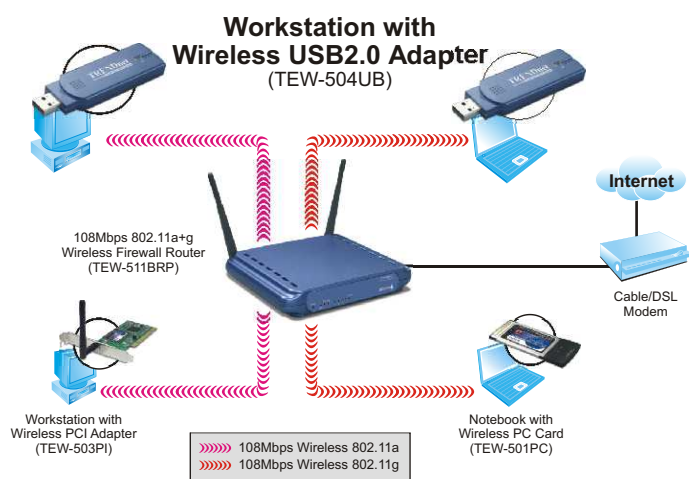 Workstation with
Wireless USB2.0 Adapter
(TEW-504UB)
TRENDnet
TRENDnet
Internet
108Mbps 802.11a+g
Wireless Firewall Router
(TEW-511BRP)
Cable/DSL
Modem
Workstation with
Wireless PCI Adapter
(TEW-503PI)
Notebook with
Wireless PC Card
(TEW-501PC)
108Mbps Wireless 802.11a
108Mbps Wireless 802.11g